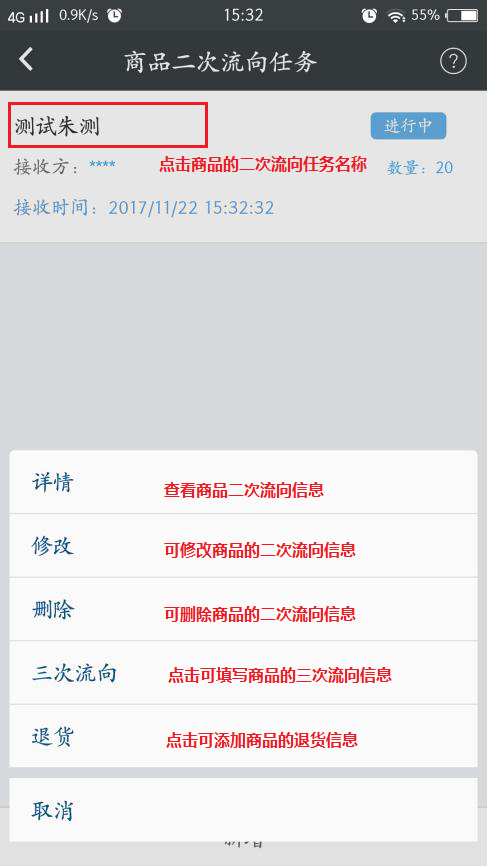 4G 0.9K/s 15:32 55%
商品二次流向任务 ?
测试朱测 进行中
接收方：**** 点击商品的二次流向任务名称 数量：20
接收时间：2017/11/22 15:32:32
详情 查看商品二次流向信息
修改 可修改商品的二次流向信息
删除 可删除商品的二次流向信息
三次流向 点击可填写商品的三次流向信息
退货 点击可添加商品的退货信息
取消